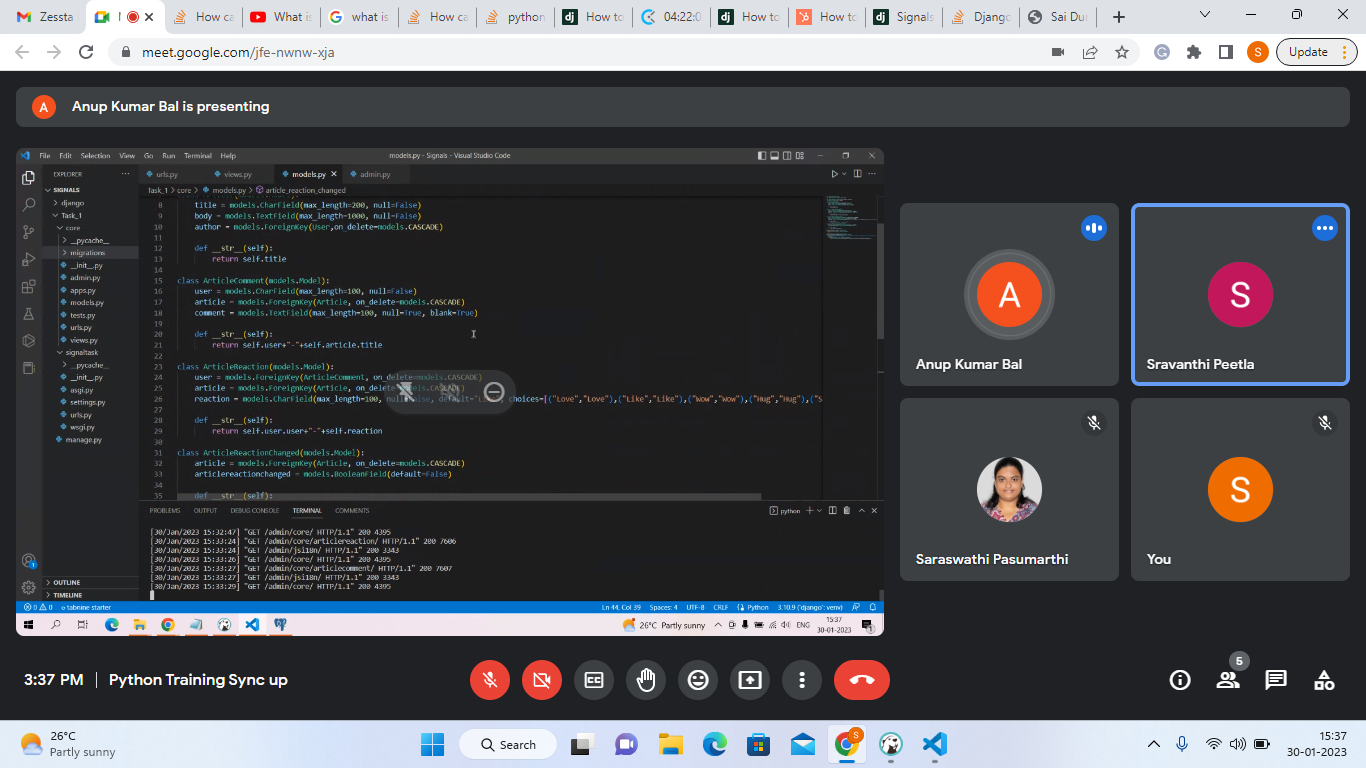 Zessta
How ca
What is
what is
How ca
python
How to
04:22:0
How to
How to
Signals
Django
Sai Dur
meet.google.com/jfe-nwnw-xja
S
Update
A
Anup Kumar Bal is presenting
File Edit Selection View Go Run Terminal Help
models.py - Signals - Visual Studio Code
EXPLORER
SIGNALS
django
Task_1
core
__pycache__
migrations
__init__.py
admin.py
apps.py
models.py
tests.py
urls.py
views.py
signaltask
__pycache__
__init__.py
asgi.py
settings.py
urls.py
wsgi.py
manage.py
OUTLINE
TIMELINE
urls.py views.py models.py admin.py
Task_1 > core > models.py > article_reaction_changed
8 title = models.CharField(max_length=200, null=False)
9 body = models.TextField(max_length=1000, null=False)
10 author = models.ForeignKey(User,on_delete=models.CASCADE)
11
12 def __str__(self):
13 return self.title
14
15 class ArticleComment(models.Model):
16 user = models.CharField(max_length=100, null=False)
17 article = models.ForeignKey(Article, on_delete=models.CASCADE)
18 comment = models.TextField(max_length=100, null=True, blank=True)
19
20 def __str__(self):
21 return self.user+"-"+self.article.title
22
23 class ArticleReaction(models.Model):
24 user = models.ForeignKey(ArticleComment, on_delete=models.CASCADE)
25 article = models.ForeignKey(Article, on_delete=models.CASCADE)
26 reaction = models.CharField(max_length=100, null=False, default="Like", choices=[("Love","Love"),("Like","Like"),("Wow","Wow"),("Hug","Hug"),("S
27
28 def __str__(self):
29 return self.user.user+"-"+self.reaction
30
31 class ArticleReactionChanged(models.Model):
32 article = models.ForeignKey(Article, on_delete=models.CASCADE)
33 articlereactionchanged = models.BooleanField(default=False)
34
35 def __str__(self):
PROBLEMS OUTPUT DEBUG CONSOLE TERMINAL COMMENTS
python
[30/Jan/2023 15:32:47] "GET /admin/core/ HTTP/1.1" 200 4395
[30/Jan/2023 15:33:24] "GET /admin/core/articlereaction/ HTTP/1.1" 200 7606
[30/Jan/2023 15:33:24] "GET /admin/jsi18n/ HTTP/1.1" 200 3343
[30/Jan/2023 15:33:26] "GET /admin/core/ HTTP/1.1" 200 4395
[30/Jan/2023 15:33:27] "GET /admin/core/articlecomment/ HTTP/1.1" 200 7607
[30/Jan/2023 15:33:27] "GET /admin/jsi18n/ HTTP/1.1" 200 3343
[30/Jan/2023 15:33:29] "GET /admin/core/ HTTP/1.1" 200 4395
0 0 tabnine starter
Ln 44, Col 39 Spaces: 4 UTF-8 CRLF Python 3.10.9 ('django': venv)
26°C Partly sunny
ENG
15:37
30-01-2023
A
Anup Kumar Bal
S
Sravanthi Peetla
Saraswathi Pasumarthi
S
You
3:37 PM | Python Training Sync up
5
26°C
Partly sunny
Search
S
15:37
30-01-2023